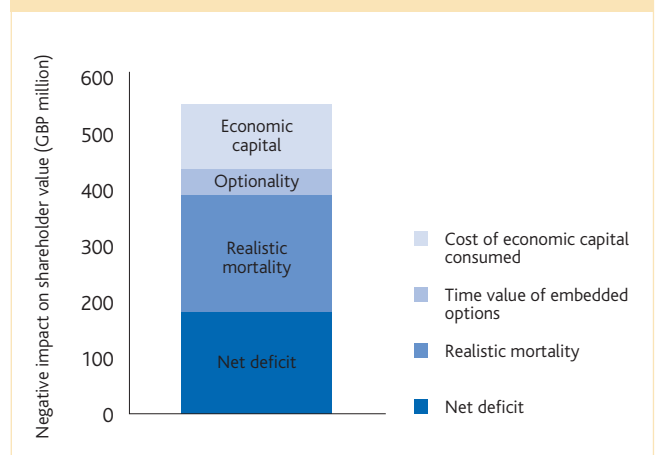 Negative impact on shareholder value (GBP million)
600
500
400
300
200
100
0
Economic
capital
Optionality
Realistic
mortality
Net deficit
Cost of economic capital
consumed
Time value of embedded
options
Realistic mortality
Net deficit